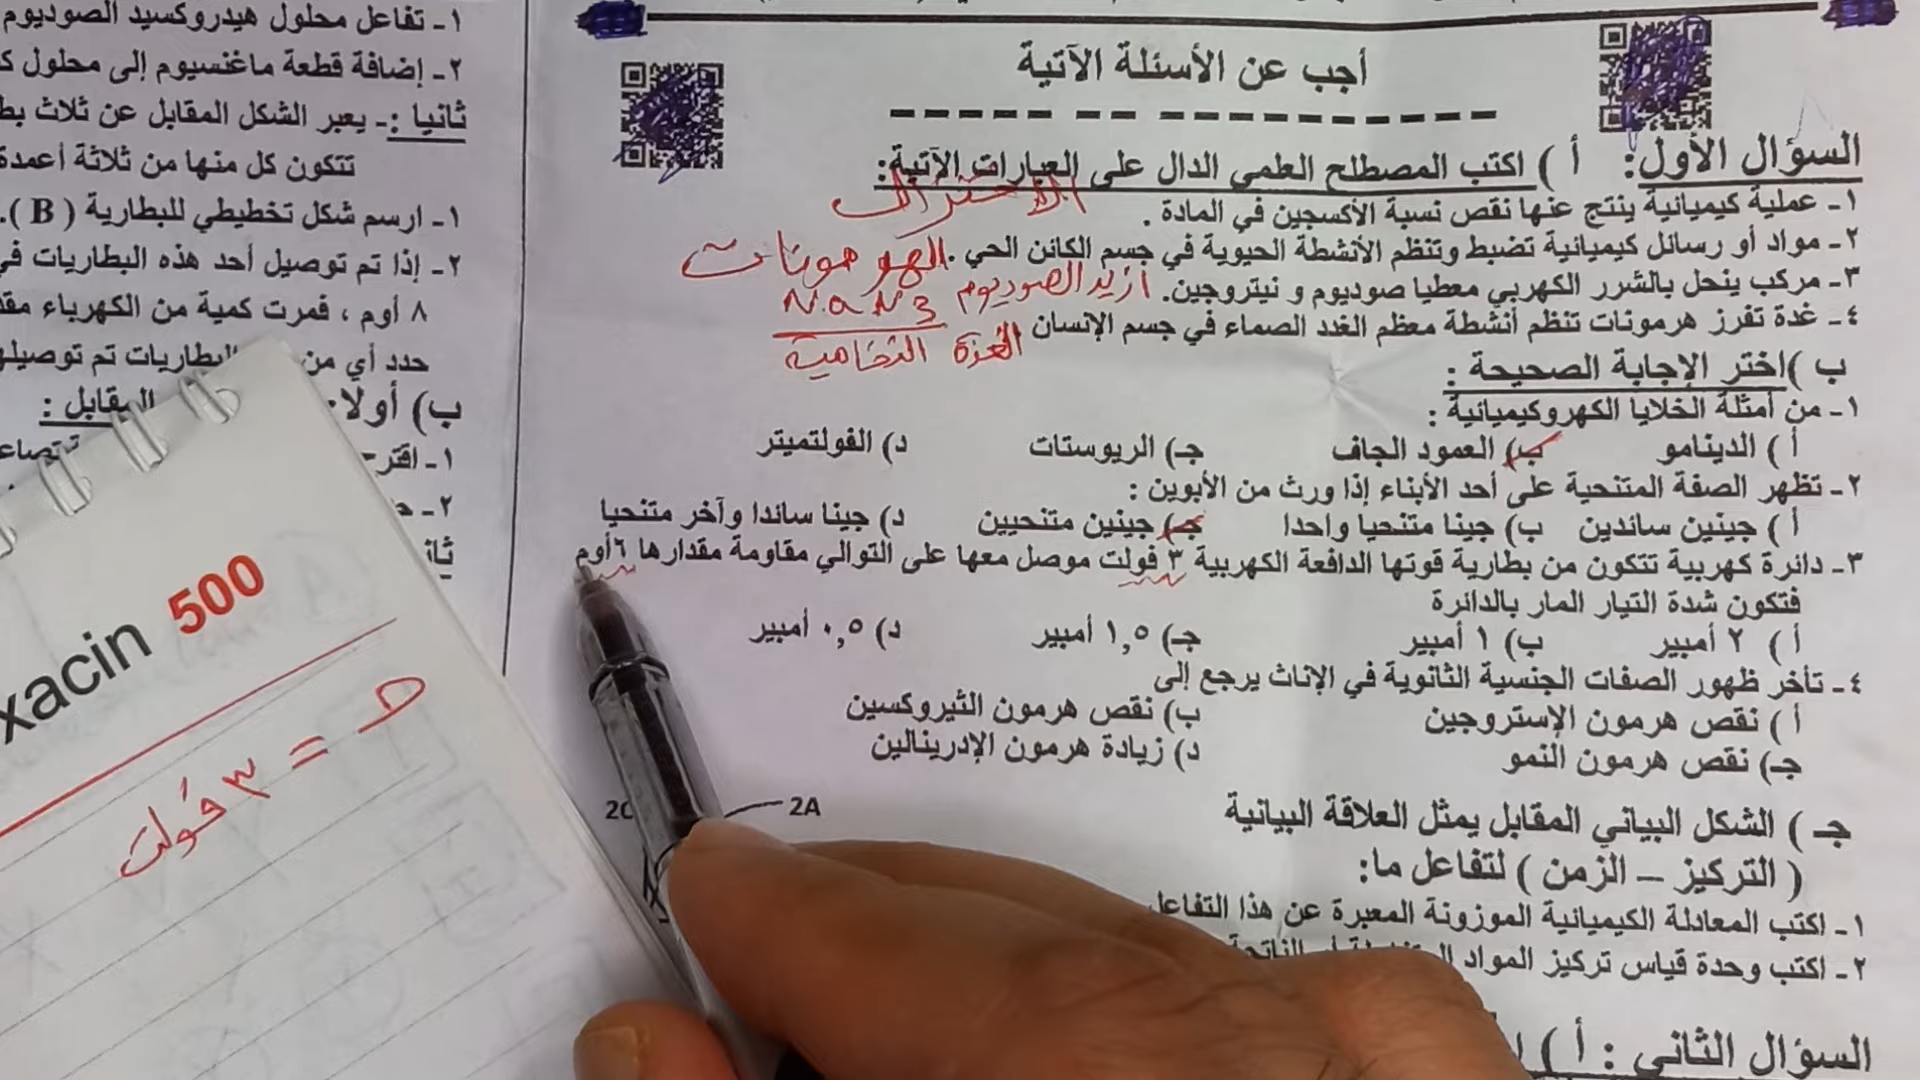 أجب عن الأسئلة الآتية
السؤال الأول: أ ) اكتب المصطلح العلمي الدال على العبارات الآتية:
١- عملية كيميائية ينتج عنها نقص نسبة الأكسجين في المادة .
الاختزال
٢- مواد أو رسائل كيميائية تضبط وتنظم الأنشطة الحيوية في جسم الكائن الحي .
الهرمونات
٣- مركب ينحل بالشرر الكهربي معطيا صوديوم و نيتروجين.
أزيد الصوديوم NaN3
٤- غدة تفرز هرمونات تنظم أنشطة معظم الغدد الصماء في جسم الإنسان
الغدة النخامية
ب ) اختر الإجابة الصحيحة :
١- من أمثلة الخلايا الكهروكيميائية :
أ ) الدينامو ب) العمود الجاف جـ) الريوستات د) الفولتميتر
٢- تظهر الصفة المتنحية على أحد الأبناء إذا ورث من الأبوين :
أ ) جينين سائدين ب) جينا متنحيا واحدا جـ) جينين متنحيين د) جينا سائدا وآخر متنحيا
٣- دائرة كهربية تتكون من بطارية قوتها الدافعة الكهربية ٣ فولت موصل معها على التوالي مقاومة مقدارها ٦أوم
فتكون شدة التيار المار بالدائرة
أ ) ٢ أمبير ب) ١ أمبير جـ) ١,٥ أمبير د) ٠,٥ أمبير
٤- تأخر ظهور الصفات الجنسية الثانوية في الإناث يرجع إلى
أ ) نقص هرمون الإستروجين ب) نقص هرمون الثيروكسين
جـ) نقص هرمون النمو د) زيادة هرمون الإدرينالين
جـ ) الشكل البياني المقابل يمثل العلاقة البيانية
( التركيز – الزمن ) لتفاعل ما:
2A
١- اكتب المعادلة الكيميائية الموزونة المعبرة عن هذا التفاعل
٢- اكتب وحدة قياس تركيز المواد
السؤال الثاني : أ )
١- تفاعل محلول هيدروكسيد الصوديوم
٢- إضافة قطعة ماغنسيوم إلى محلول
ثانيا :- يعبر الشكل المقابل عن ثلاث
تتكون كل منها من ثلاثة أعمدة
١- ارسم شكل تخطيطي للبطارية ( B ).
٢- إذا تم توصيل أحد هذه البطاريات
٨ أوم ، فمرت كمية من الكهرباء
حدد أي من البطاريات تم
ب) أولا: المقابل :
١-
٢-
xacin 500
ج = ٣ فولت